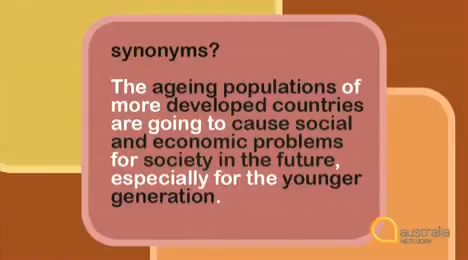 synonyms?
The ageing populations of
more developed countries
are going to cause social
and economic problems
for society in the future,
especially for the younger
generation.
australia
NETWORK